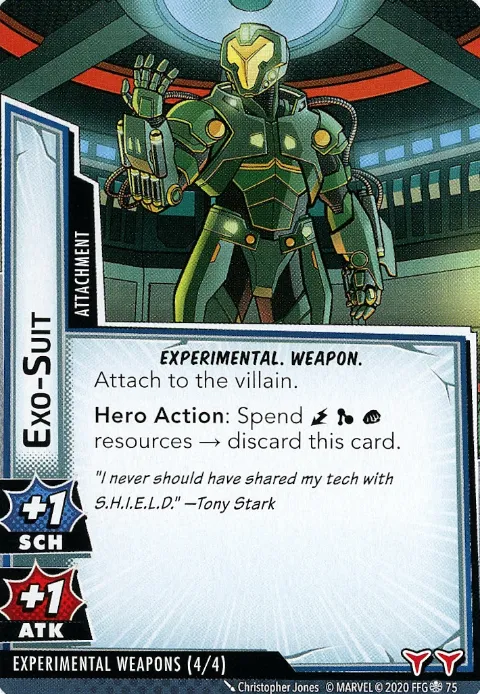 ATTACHMENT
EXO-SUIT
EXPERIMENTAL. WEAPON.
Attach to the villain.
Hero Action: Spend
resources → discard this card.
"I never should have shared my tech with
S.H.I.E.L.D." —Tony Stark
+1
SCH
+1
ATK
EXPERIMENTAL WEAPONS (4/4)
Christopher Jones © MARVEL © 2020 FFG 75